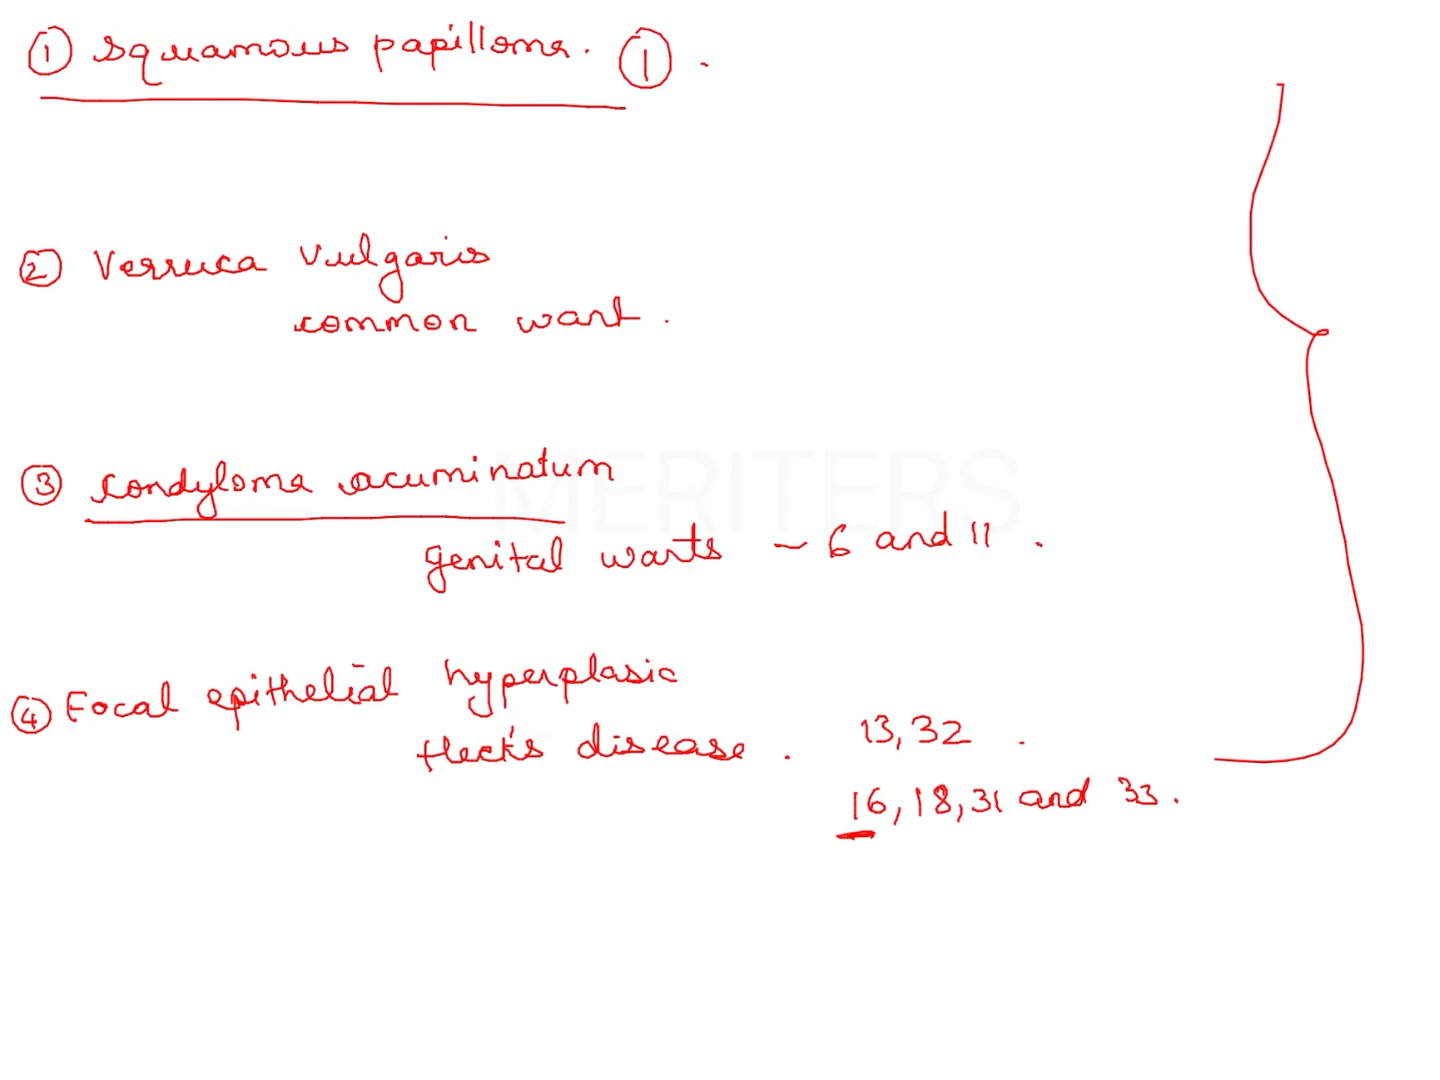 ① squamous papilloma. ① .
② Verruca vulgaris
common wart .
③ condyloma acuminatum
MERITERS
genital warts - 6 and 11 .
④ Focal epithelial hyperplasia
Heck's disease . 13, 32 .
16, 18, 31 and 33 .